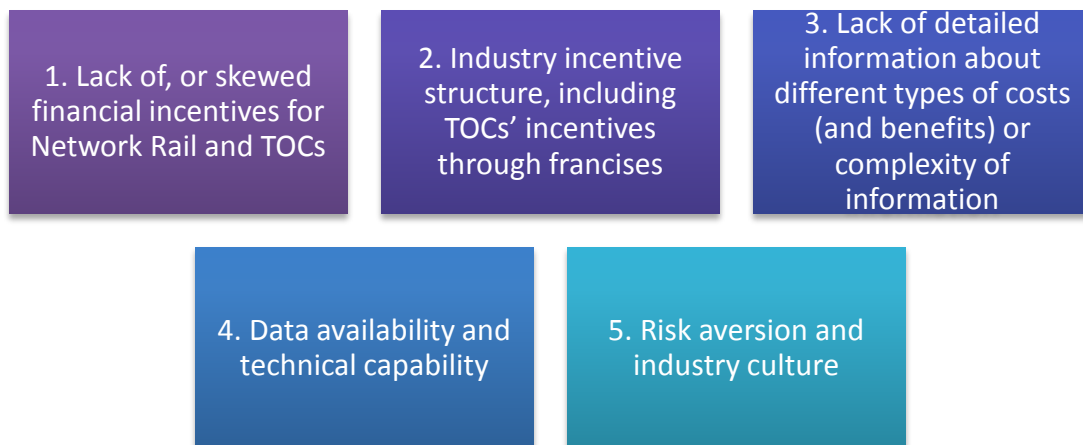 1. Lack of, or skewed
financial incentives for
Network Rail and TOCs
2. Industry incentive
structure, including
TOCs’ incentives
through francises
3. Lack of detailed
information about
different types of costs
(and benefits) or
complexity of
information
4. Data availability and
technical capability
5. Risk aversion and
industry culture